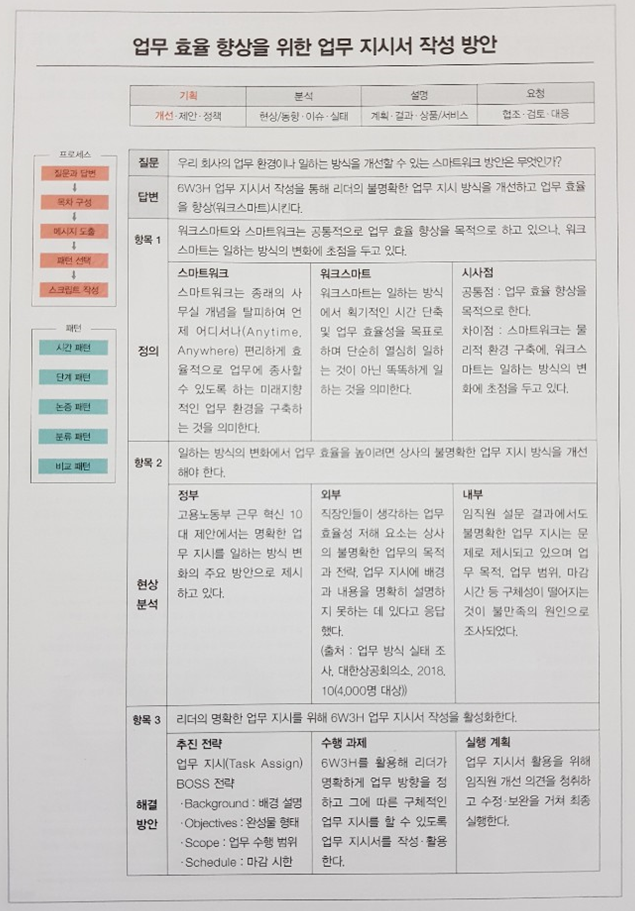 업무 효율 향상을 위한 업무 지시서 작성 방안
기획 분석 설명 요청
개선·제안·정책 현상/동향·이슈·실태 계획·결과·상품/서비스 협조·검토·대응
프로세스
질문과 답변
목차 구성
메시지 도출
패턴 선택
스크립트 작성
패턴
시간 패턴
단계 패턴
논증 패턴
분류 패턴
비교 패턴
질문 우리 회사의 업무 환경이나 일하는 방식을 개선할 수 있는 스마트워크 방안은 무엇인가?
답변 6W3H 업무 지시서 작성을 통해 리더의 불명확한 업무 지시 방식을 개선하고 업무 효율
을 향상(워크스마트)시킨다.
항목 1 워크스마트와 스마트워크는 공통적으로 업무 효율 향상을 목적으로 하고 있으나, 워크
스마트는 일하는 방식의 변화에 초점을 두고 있다.
정의
스마트워크
스마트워크는 종래의 사
무실 개념을 탈피하여 언
제 어디서나(Anytime,
Anywhere) 편리하게 효
율적으로 업무에 종사할
수 있도록 하는 미래지향
적인 업무 환경을 구축하
는 것을 의미한다.
워크스마트
워크스마트는 일하는 방식
에서 획기적인 시간 단축
및 업무 효율성을 목표로
하며 단순히 열심히 일하
는 것이 아닌 똑똑하게 일
하는 것을 의미한다.
시사점
공통점 : 업무 효율 향상을
목적으로 한다.
차이점 : 스마트워크는 물
리적 환경 구축에, 워크스
마트는 일하는 방식의 변
화에 초점을 두고 있다.
항목 2 일하는 방식의 변화에서 업무 효율을 높이려면 상사의 불명확한 업무 지시 방식을 개선
해야 한다.
현상
분석
정부
고용노동부 근무 혁신 10
대 제안에서는 명확한 업
무 지시를 일하는 방식 변
화의 주요 방안으로 제시
하고 있다.
외부
직장인들이 생각하는 업무
효율성 저해 요소는 상사
의 불명확한 업무의 목적
과 전략, 업무 지시에 배경
과 내용을 명확히 설명하
지 못하는 데 있다고 응답
했다.
(출처 : 업무 방식 실태 조
사, 대한상공회의소, 2018.
10(4,000명 대상))
내부
임직원 설문 결과에서도
불명확한 업무 지시는 문
제로 제시되고 있으며 업
무 목적, 업무 범위, 마감
시간 등 구체성이 떨어지는
것이 불만족의 원인으로
조사되었다.
항목 3 리더의 명확한 업무 지시를 위해 6W3H 업무 지시서 작성을 활성화한다.
해결
방안
추진 전략
업무 지시(Task Assign)
BOSS 전략
·Background : 배경 설명
·Objectives : 완성물 형태
·Scope : 업무 수행 범위
·Schedule : 마감 시한
수행 과제
6W3H를 활용해 리더가
명확하게 업무 방향을 정
하고 그에 따른 구체적인
업무 지시를 할 수 있도록
업무 지시서를 작성·활용
한다.
실행 계획
업무 지시서 활용을 위해
임직원 개선 의견을 청취하
고 수정·보완을 거쳐 최종
실행한다.